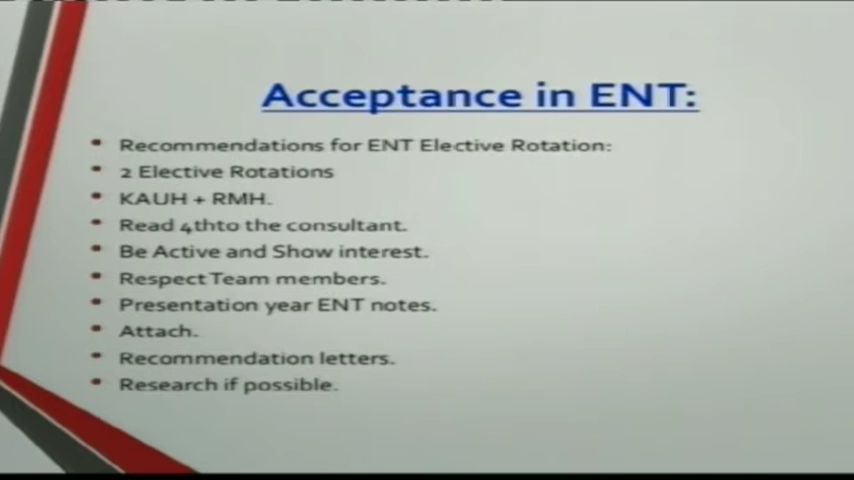 Acceptance in ENT:
• Recommendations for ENT Elective Rotation:
• 2 Elective Rotations
• KAUH + RMH.
• Read 4thto the consultant.
• Be Active and Show interest.
• Respect Team members.
• Presentation year ENT notes.
• Attach.
• Recommendation letters.
• Research if possible.